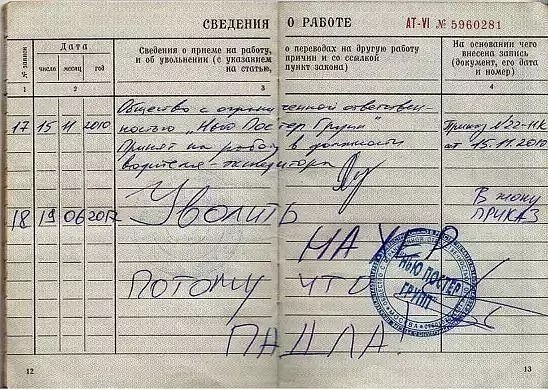 СВЕДЕНИЯ О РАБОТЕ
АТ-VI № 5960281
№ записи
Дата
число месяц год
Сведения о приеме на работу, о переводах на другую работу
и об увольнении (с указанием причин и со ссылкой
на статью, пункт закона)
На основании чего
внесена запись
(документ, его дата
и номер)
1 2 3 4
Общество с ограниченной ответствен-
17 15 11 2010 ностью „Нью Постер Групп" Приказ №22-НК
Принят на работу в должности от 15.11.2010
водителя-экспедитора
18 19 06 2017 Уволить В жопу
ПРИКАЗ
НАХЕР
ПОТОМУ ЧТО
ПАДЛА!
НЬЮ ПОСТЕР
ГРУПП
МОСКВА
12 13